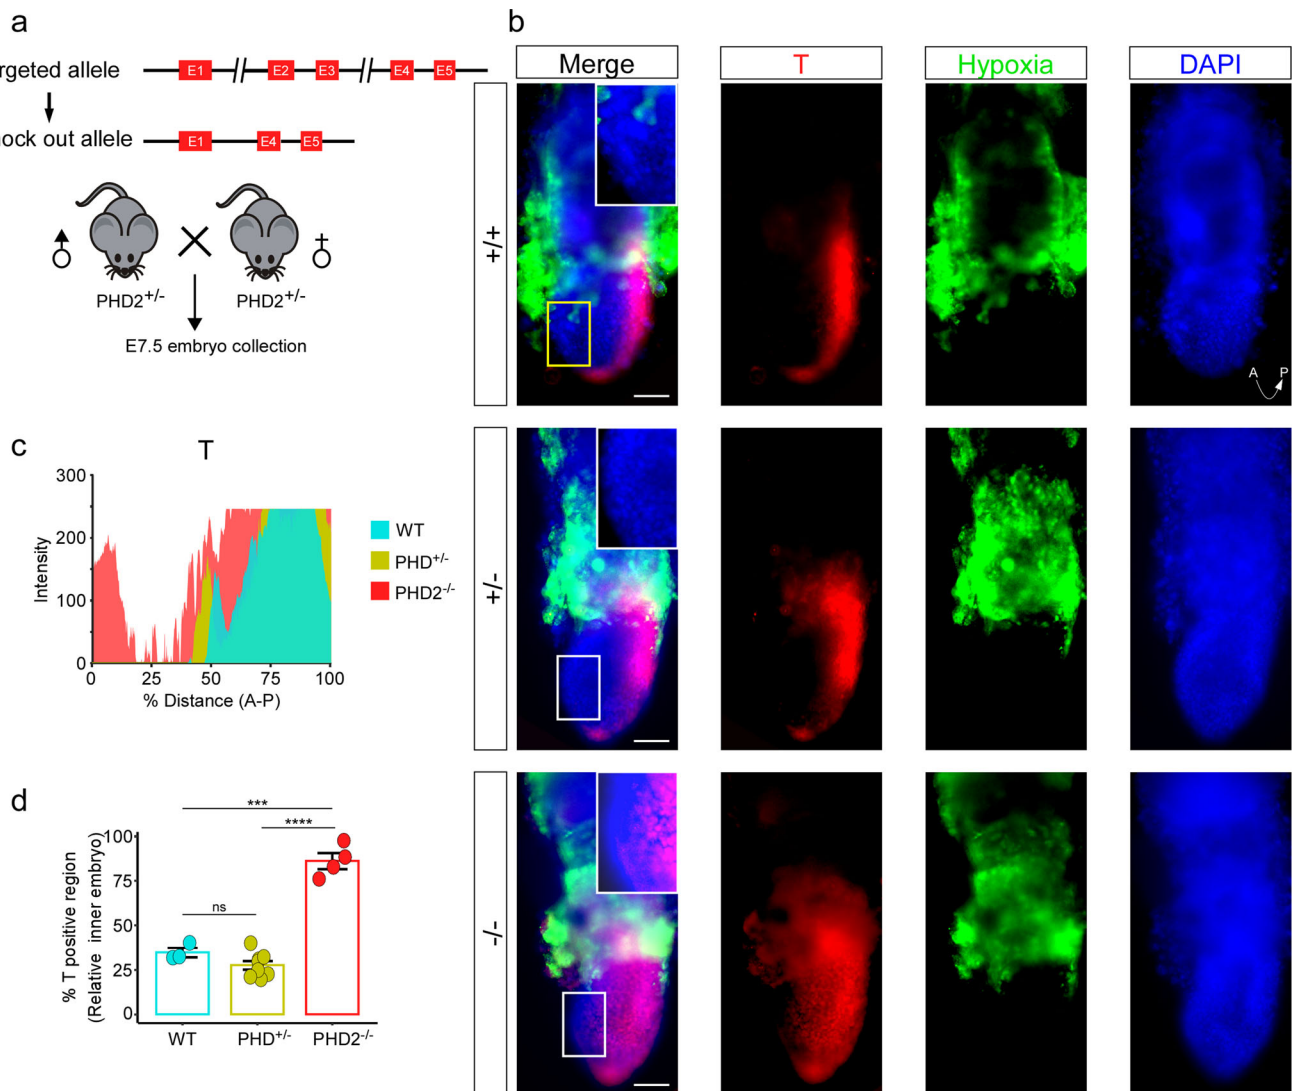 a
rgeted allele
E1
E2
E3
E4
E5
ock out allele
E1
E4
E5
PHD2+/-
PHD2+/-
E7.5 embryo collection
b
Merge
T
Hypoxia
DAPI
+/+
A
P
+/-
-/-
c
T
Intensity
300
200
100
0
0
25
50
75
100
% Distance (A-P)
WT
PHD+/-
PHD2-/-
d
% T positive region
(Relative inner embryo)
100
75
50
25
0
***
****
ns
WT
PHD+/-
PHD2-/-